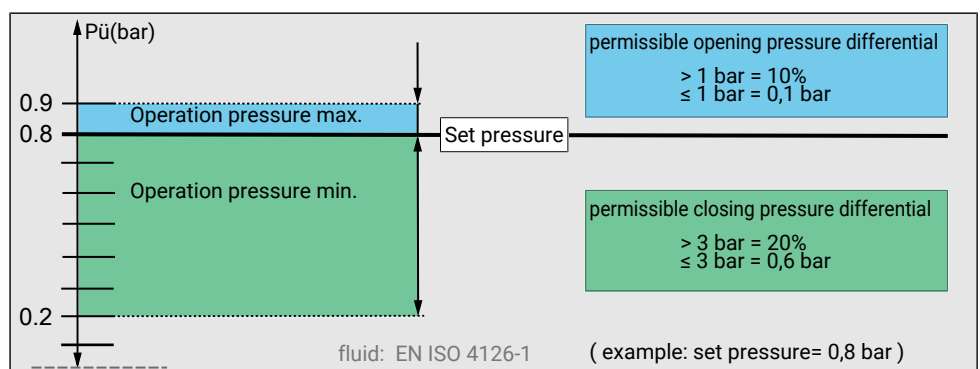 Pü(bar)
permissible opening pressure differential
> 1 bar = 10%
≤ 1 bar = 0,1 bar
0.9
Operation pressure max.
0.8
Set pressure
Operation pressure min.
permissible closing pressure differential
> 3 bar = 20%
≤ 3 bar = 0,6 bar
0.2
fluid: EN ISO 4126-1
( example: set pressure= 0,8 bar )